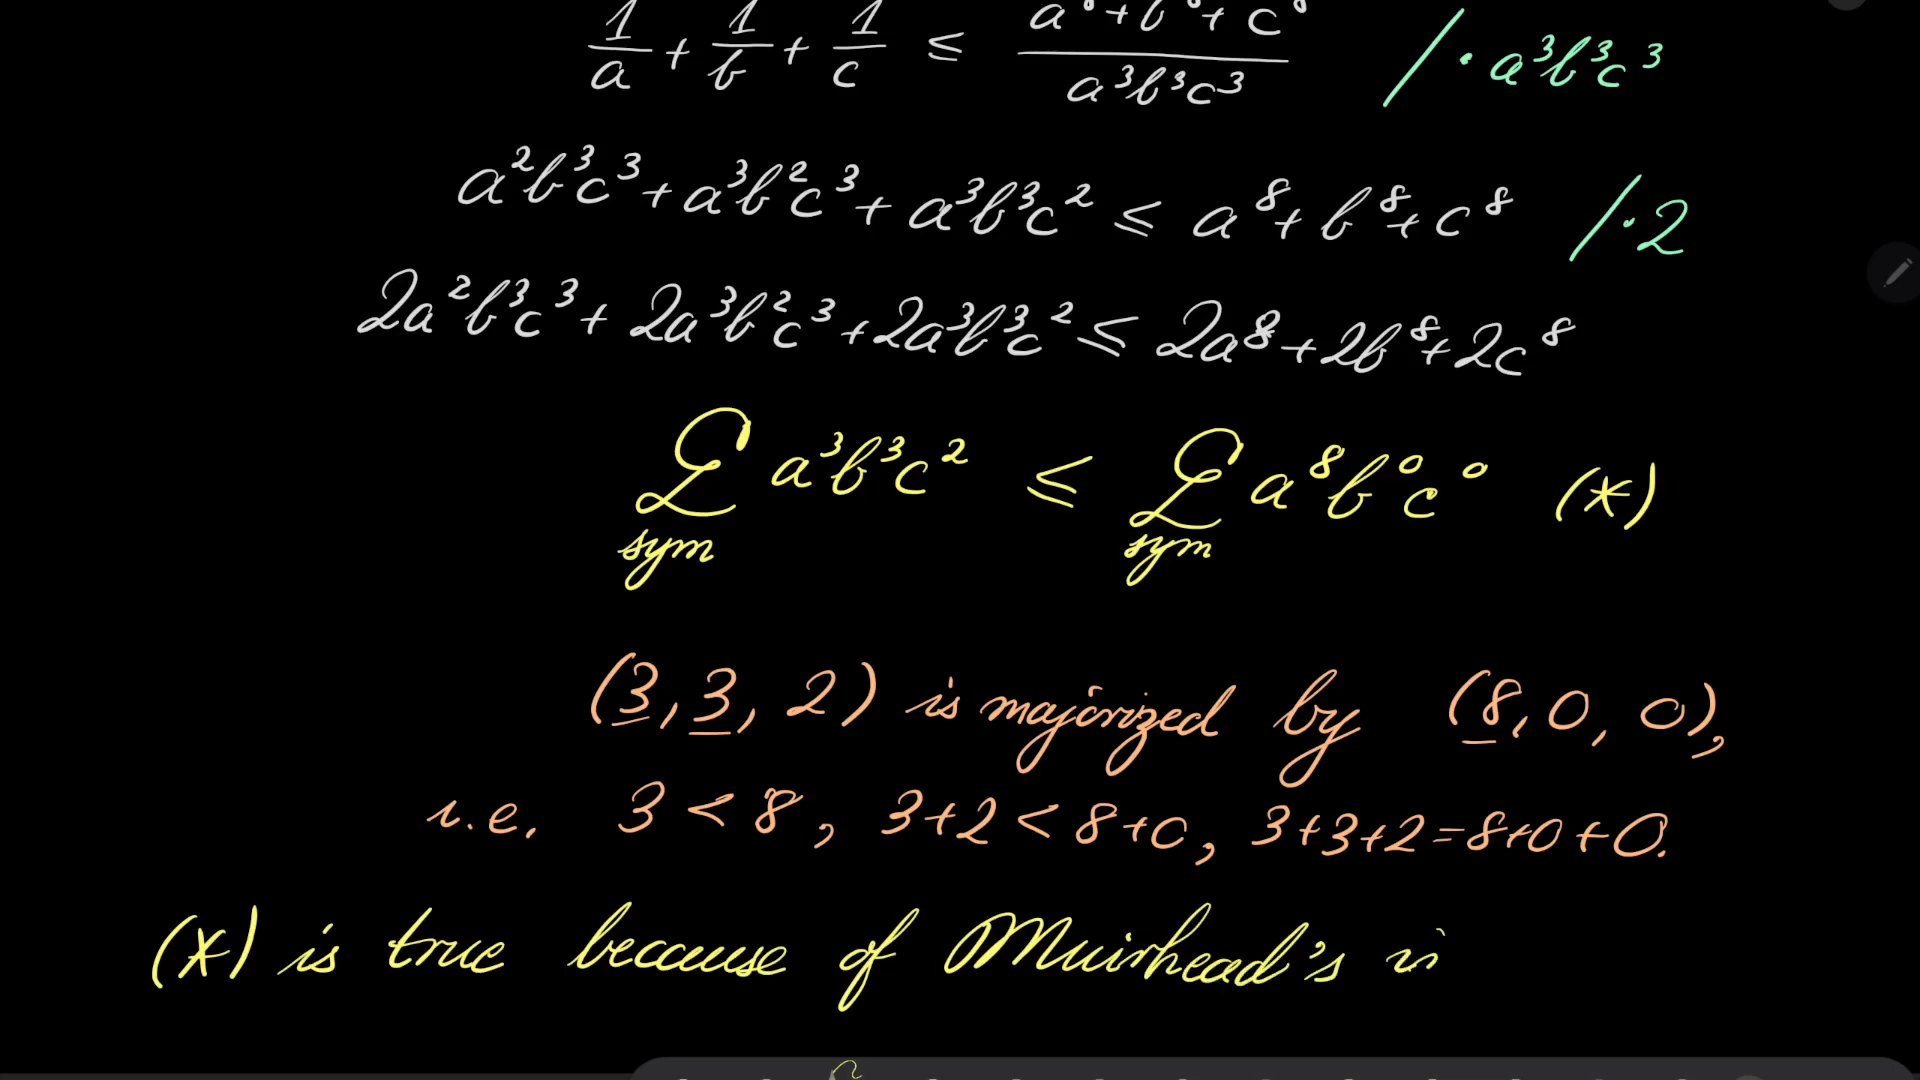 1/a + 1/b + 1/c ≤ (a⁸+b⁸+c⁸)/(a³b³c³) / · a³b³c³
a²b³c³ + a³b²c³ + a³b³c² ≤ a⁸ + b⁸ + c⁸ / · 2
2a²b³c³ + 2a³b²c³ + 2a³b³c² ≤ 2a⁸ + 2b⁸ + 2c⁸
∑sym a³b³c² ≤ ∑sym a⁸b⁰c⁰ (*)
(3, 3, 2) is majorized by (8, 0, 0),
i.e. 3 < 8, 3+2 < 8+0, 3+3+2=8+0+0.
(*) is true because of Muirhead's in